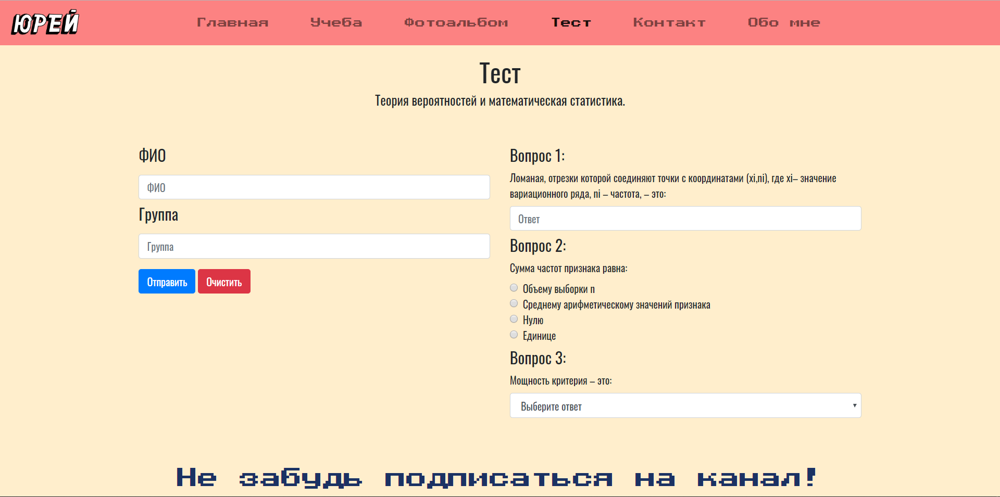 ЮРЕЙ
Главная Учеба Фотоальбом Тест Контакт Обо мне
Тест
Теория вероятностей и математическая статистика.
ФИО
ФИО
Группа
Группа
Отправить Очистить
Вопрос 1:
Ломаная, отрезки которой соединяют точки с координатами (xi,ni), где xi– значение
вариационного ряда, ni – частота, – это:
Ответ
Вопрос 2:
Сумма частот признака равна:
Объему выборки n
Среднему арифметическому значений признака
Нулю
Единице
Вопрос 3:
Мощность критерия – это:
Выберите ответ
Не забудь подписаться на канал!